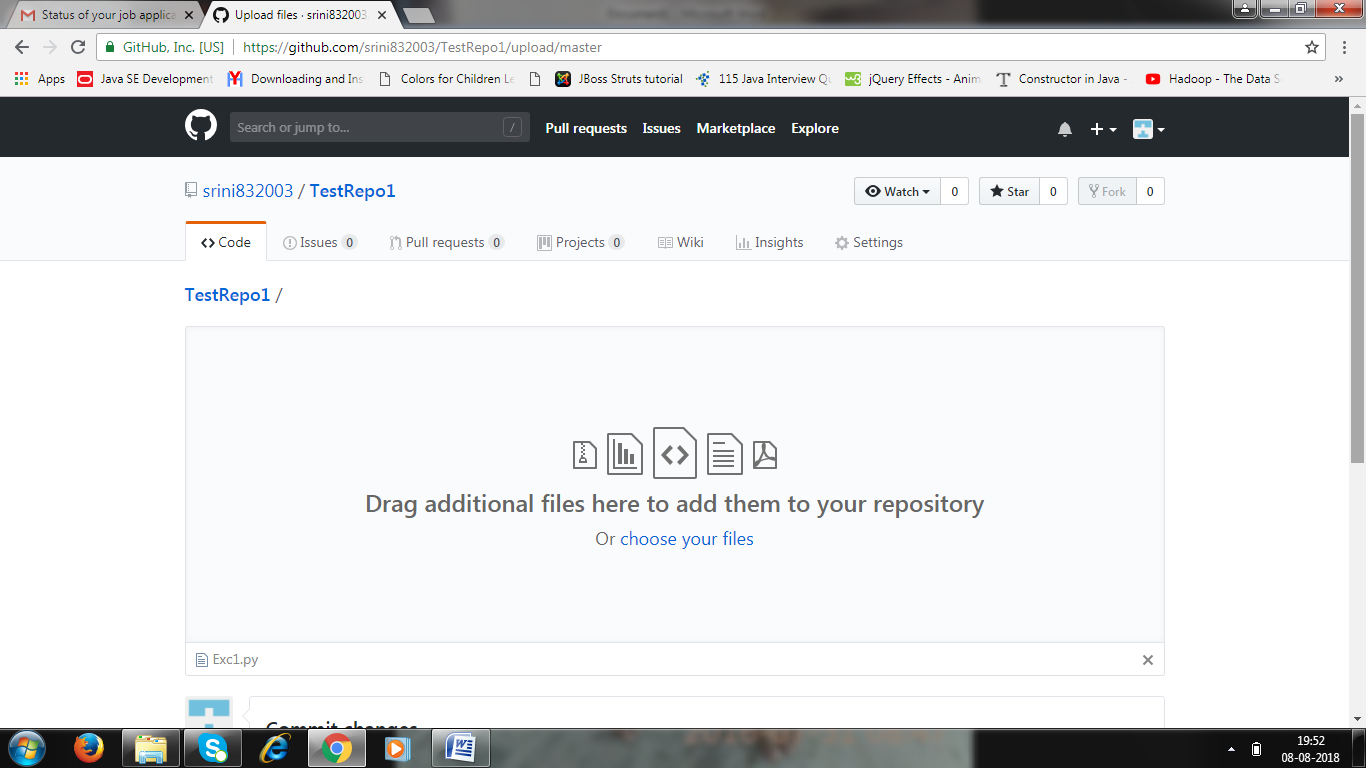 Status of your job applica
Upload files · srini832003
GitHub, Inc. [US] | https://github.com/srini832003/TestRepo1/upload/master
Apps Java SE Development Downloading and Ins Colors for Children Le JBoss Struts tutorial 115 Java Interview Qu jQuery Effects - Anim Constructor in Java - Hadoop - The Data S »
Search or jump to... / Pull requests Issues Marketplace Explore
srini832003 / TestRepo1 Watch 0 Star 0 Fork 0
Code Issues 0 Pull requests 0 Projects 0 Wiki Insights Settings
TestRepo1 /
Drag additional files here to add them to your repository
Or choose your files
Exc1.py
Commit changes
19:52
08-08-2018